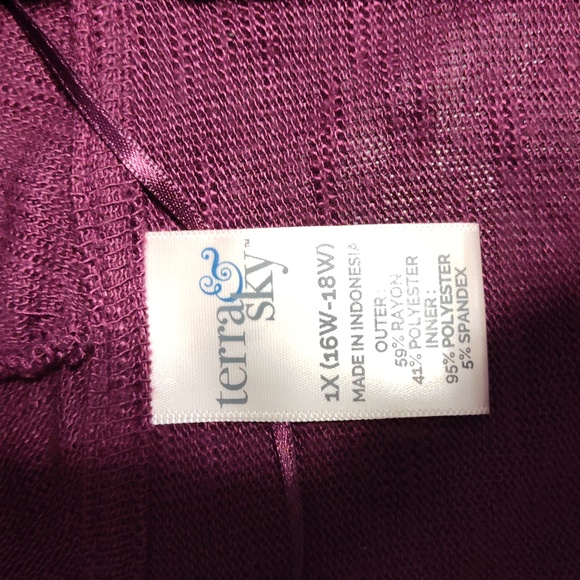 terra & sky™
1X (16W-18W)
MADE IN INDONESIA
OUTER:
59% RAYON
41% POLYESTER
INNER:
95% POLYESTER
5% SPANDEX